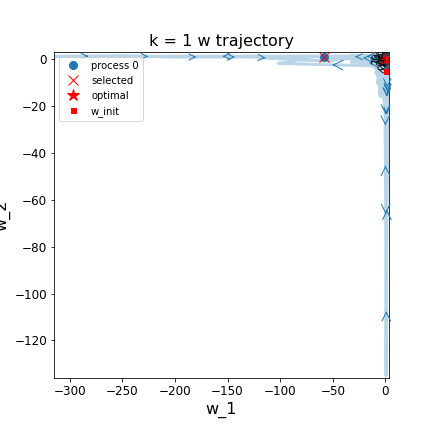 k = 1 w trajectory
process 0
selected
optimal
w_init
0
−20
−40
−60
−80
−100
−120
w_2
−300
−250
−200
−150
−100
−50
0
w_1